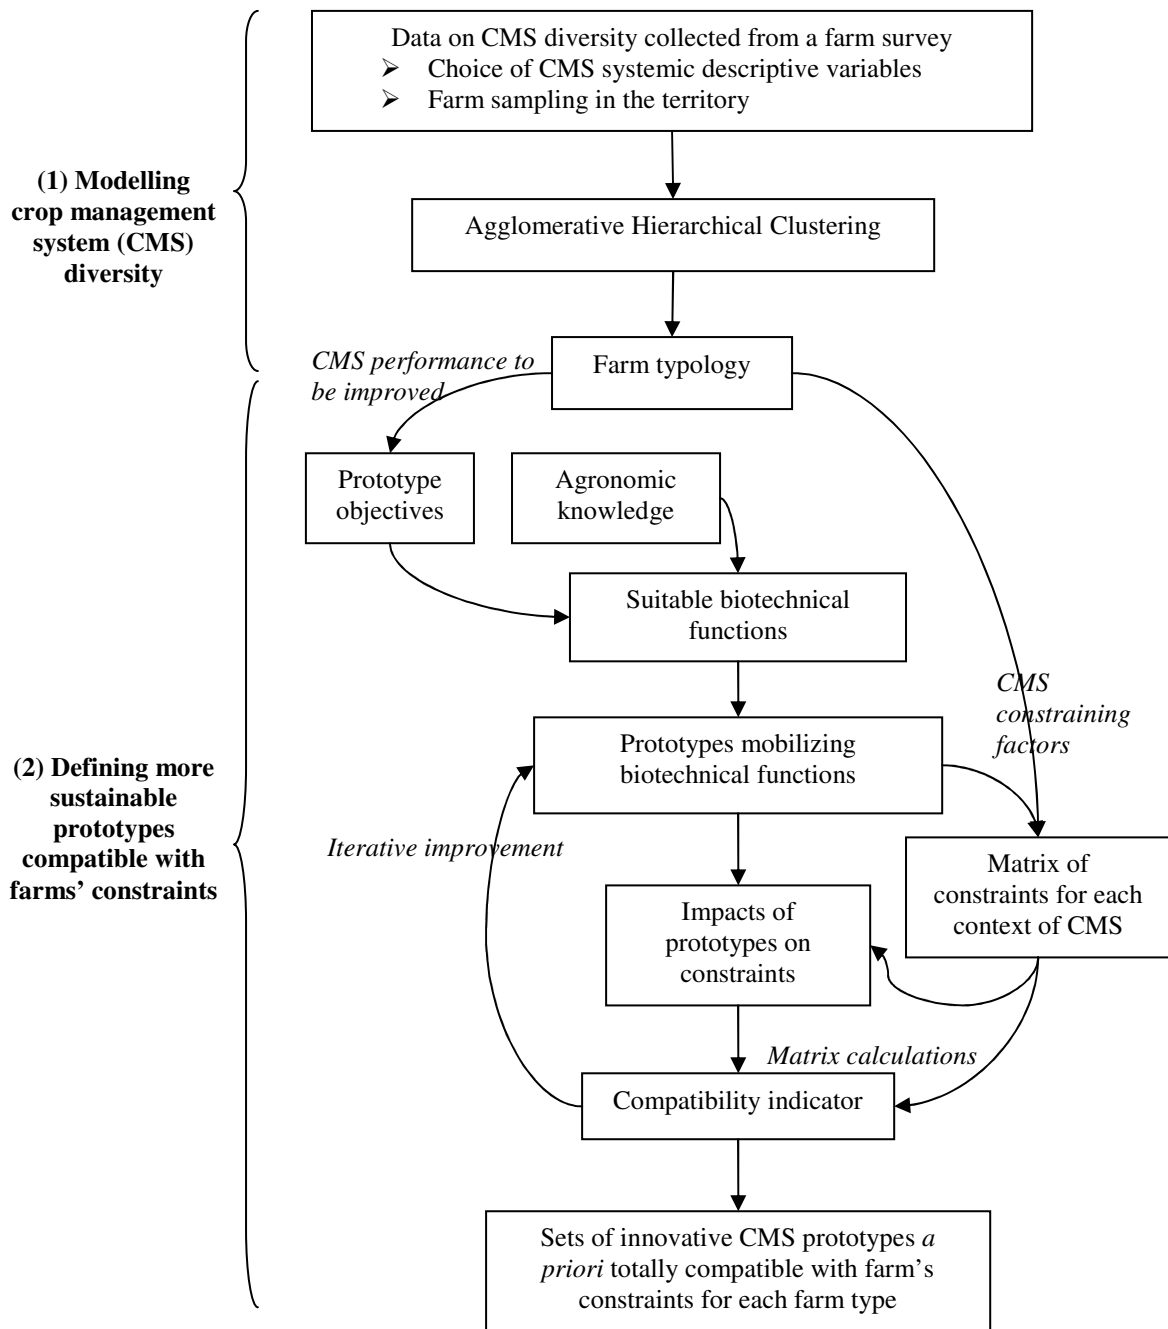 Data on CMS diversity collected from a farm survey
➢ Choice of CMS systemic descriptive variables
➢ Farm sampling in the territory
(1) Modelling
crop management
system (CMS)
diversity
Agglomerative Hierarchical Clustering
Farm typology
CMS performance to
be improved
Prototype
objectives
Agronomic
knowledge
Suitable biotechnical
functions
CMS
constraining
factors
Prototypes mobilizing
biotechnical functions
(2) Defining more
sustainable
prototypes
compatible with
farms’ constraints
Iterative improvement
Matrix of
constraints for each
context of CMS
Impacts of
prototypes on
constraints
Matrix calculations
Compatibility indicator
Sets of innovative CMS prototypes a
priori totally compatible with farm’s
constraints for each farm type